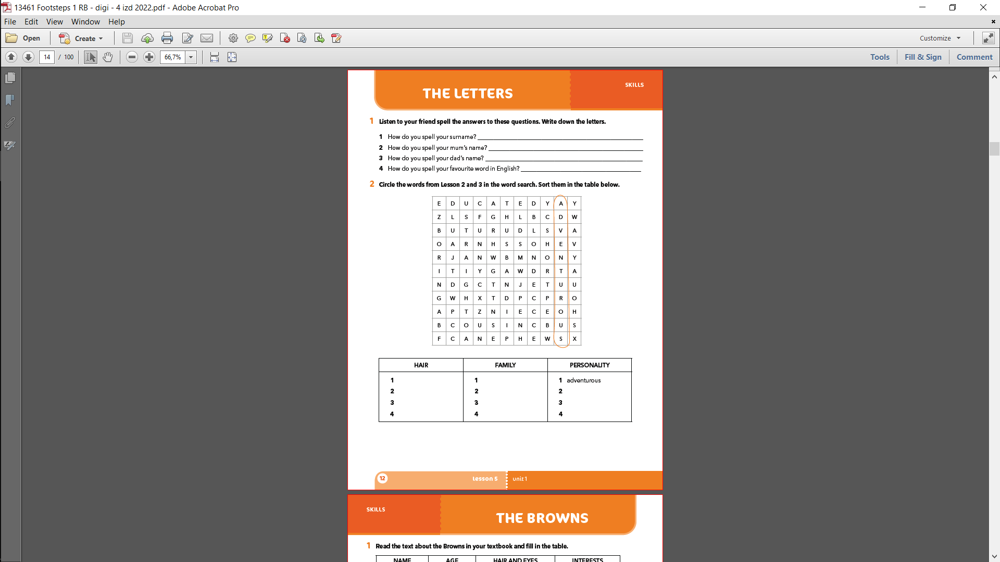 13461 Footsteps 1 RB - digi - 4 izd 2022.pdf - Adobe Acrobat Pro
File Edit View Window Help
Open Create Customize
14 / 100 66,7% Tools Fill & Sign Comment
THE LETTERS
SKILLS
1 Listen to your friend spell the answers to these questions. Write down the letters.
1 How do you spell your surname?
2 How do you spell your mum's name?
3 How do you spell your dad's name?
4 How do you spell your favourite word in English?
2 Circle the words from Lesson 2 and 3 in the word search. Sort them in the table below.
E D U C A T E D Y A Y
Z L S F G H L B C D W
B U T U R U D L S V A
O A R N H S S O H E V
R J A N W B M N O N Y
I T I Y G A W D R T A
N D G C T N J E T U U
G W H X T D P C P R O
A P T Z N I E C E O H
B C O U S I N C B U S
F C A N E P H E W S X
HAIR FAMILY PERSONALITY
1 1 1 adventurous
2 2 2
3 3 3
4 4 4
12 lesson 5 unit 1
SKILLS
THE BROWNS
1 Read the text about the Browns in your textbook and fill in the table.
NAME AGE HAIR AND EYES INTERESTS